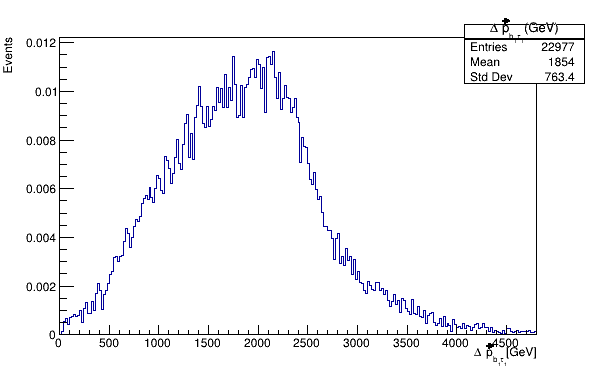 Δ p⃗ b₁τ₁ (GeV)
Entries 22977
Mean 1854
Std Dev 763.4
Events
0.012
0.01
0.008
0.006
0.004
0.002
0
0 500 1000 1500 2000 2500 3000 3500 4000 4500
Δ p⃗ b₁τ₁ [GeV]